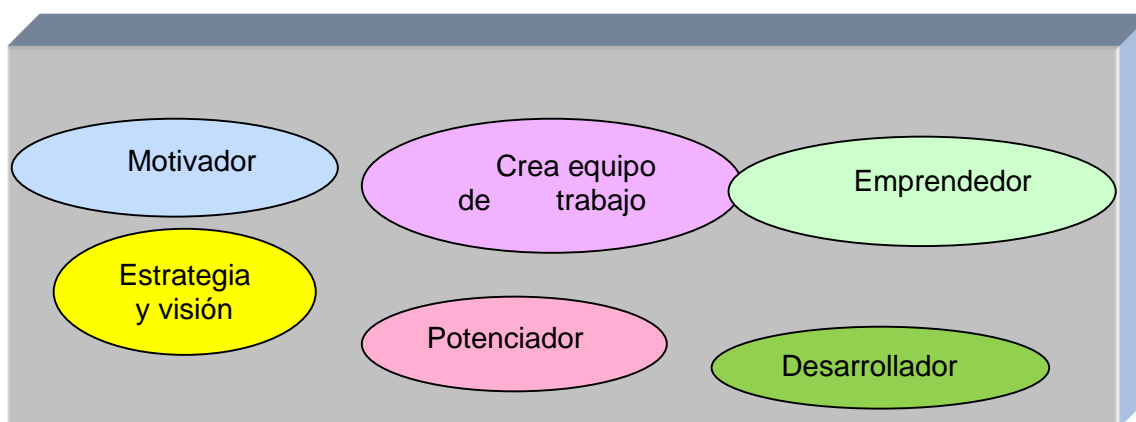 Motivador
Crea equipo
de trabajo
Emprendedor
Estrategia
y visión
Potenciador
Desarrollador